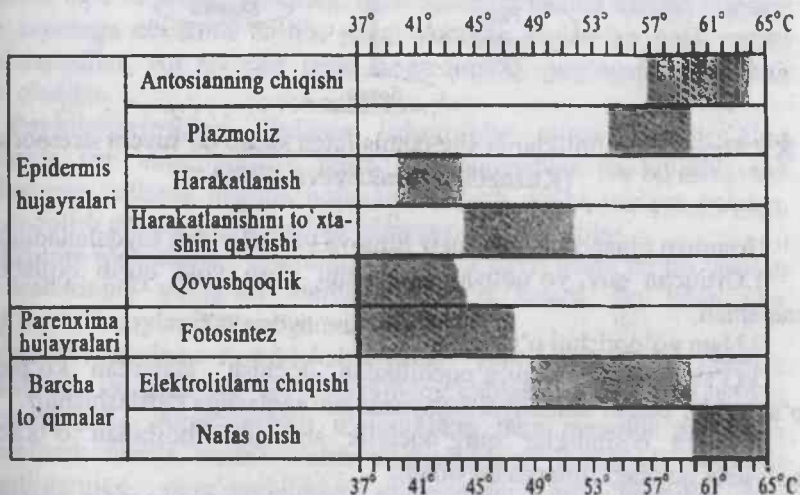 37° 41° 45° 49° 53° 57° 61° 65°C
Antosianning chiqishi
Plazmoliz
Epidermis
hujayralari
Harakatlanish
Harakatlanishini to`xta-
shini qaytishi
Qovushqoqlik
Parenxima
hujayralari
Fotosintez
Barcha
to`qimalar
Elektrolitlarni chiqishi
Nafas olish
37° 41° 45° 49° 53° 57° 61° 65°C